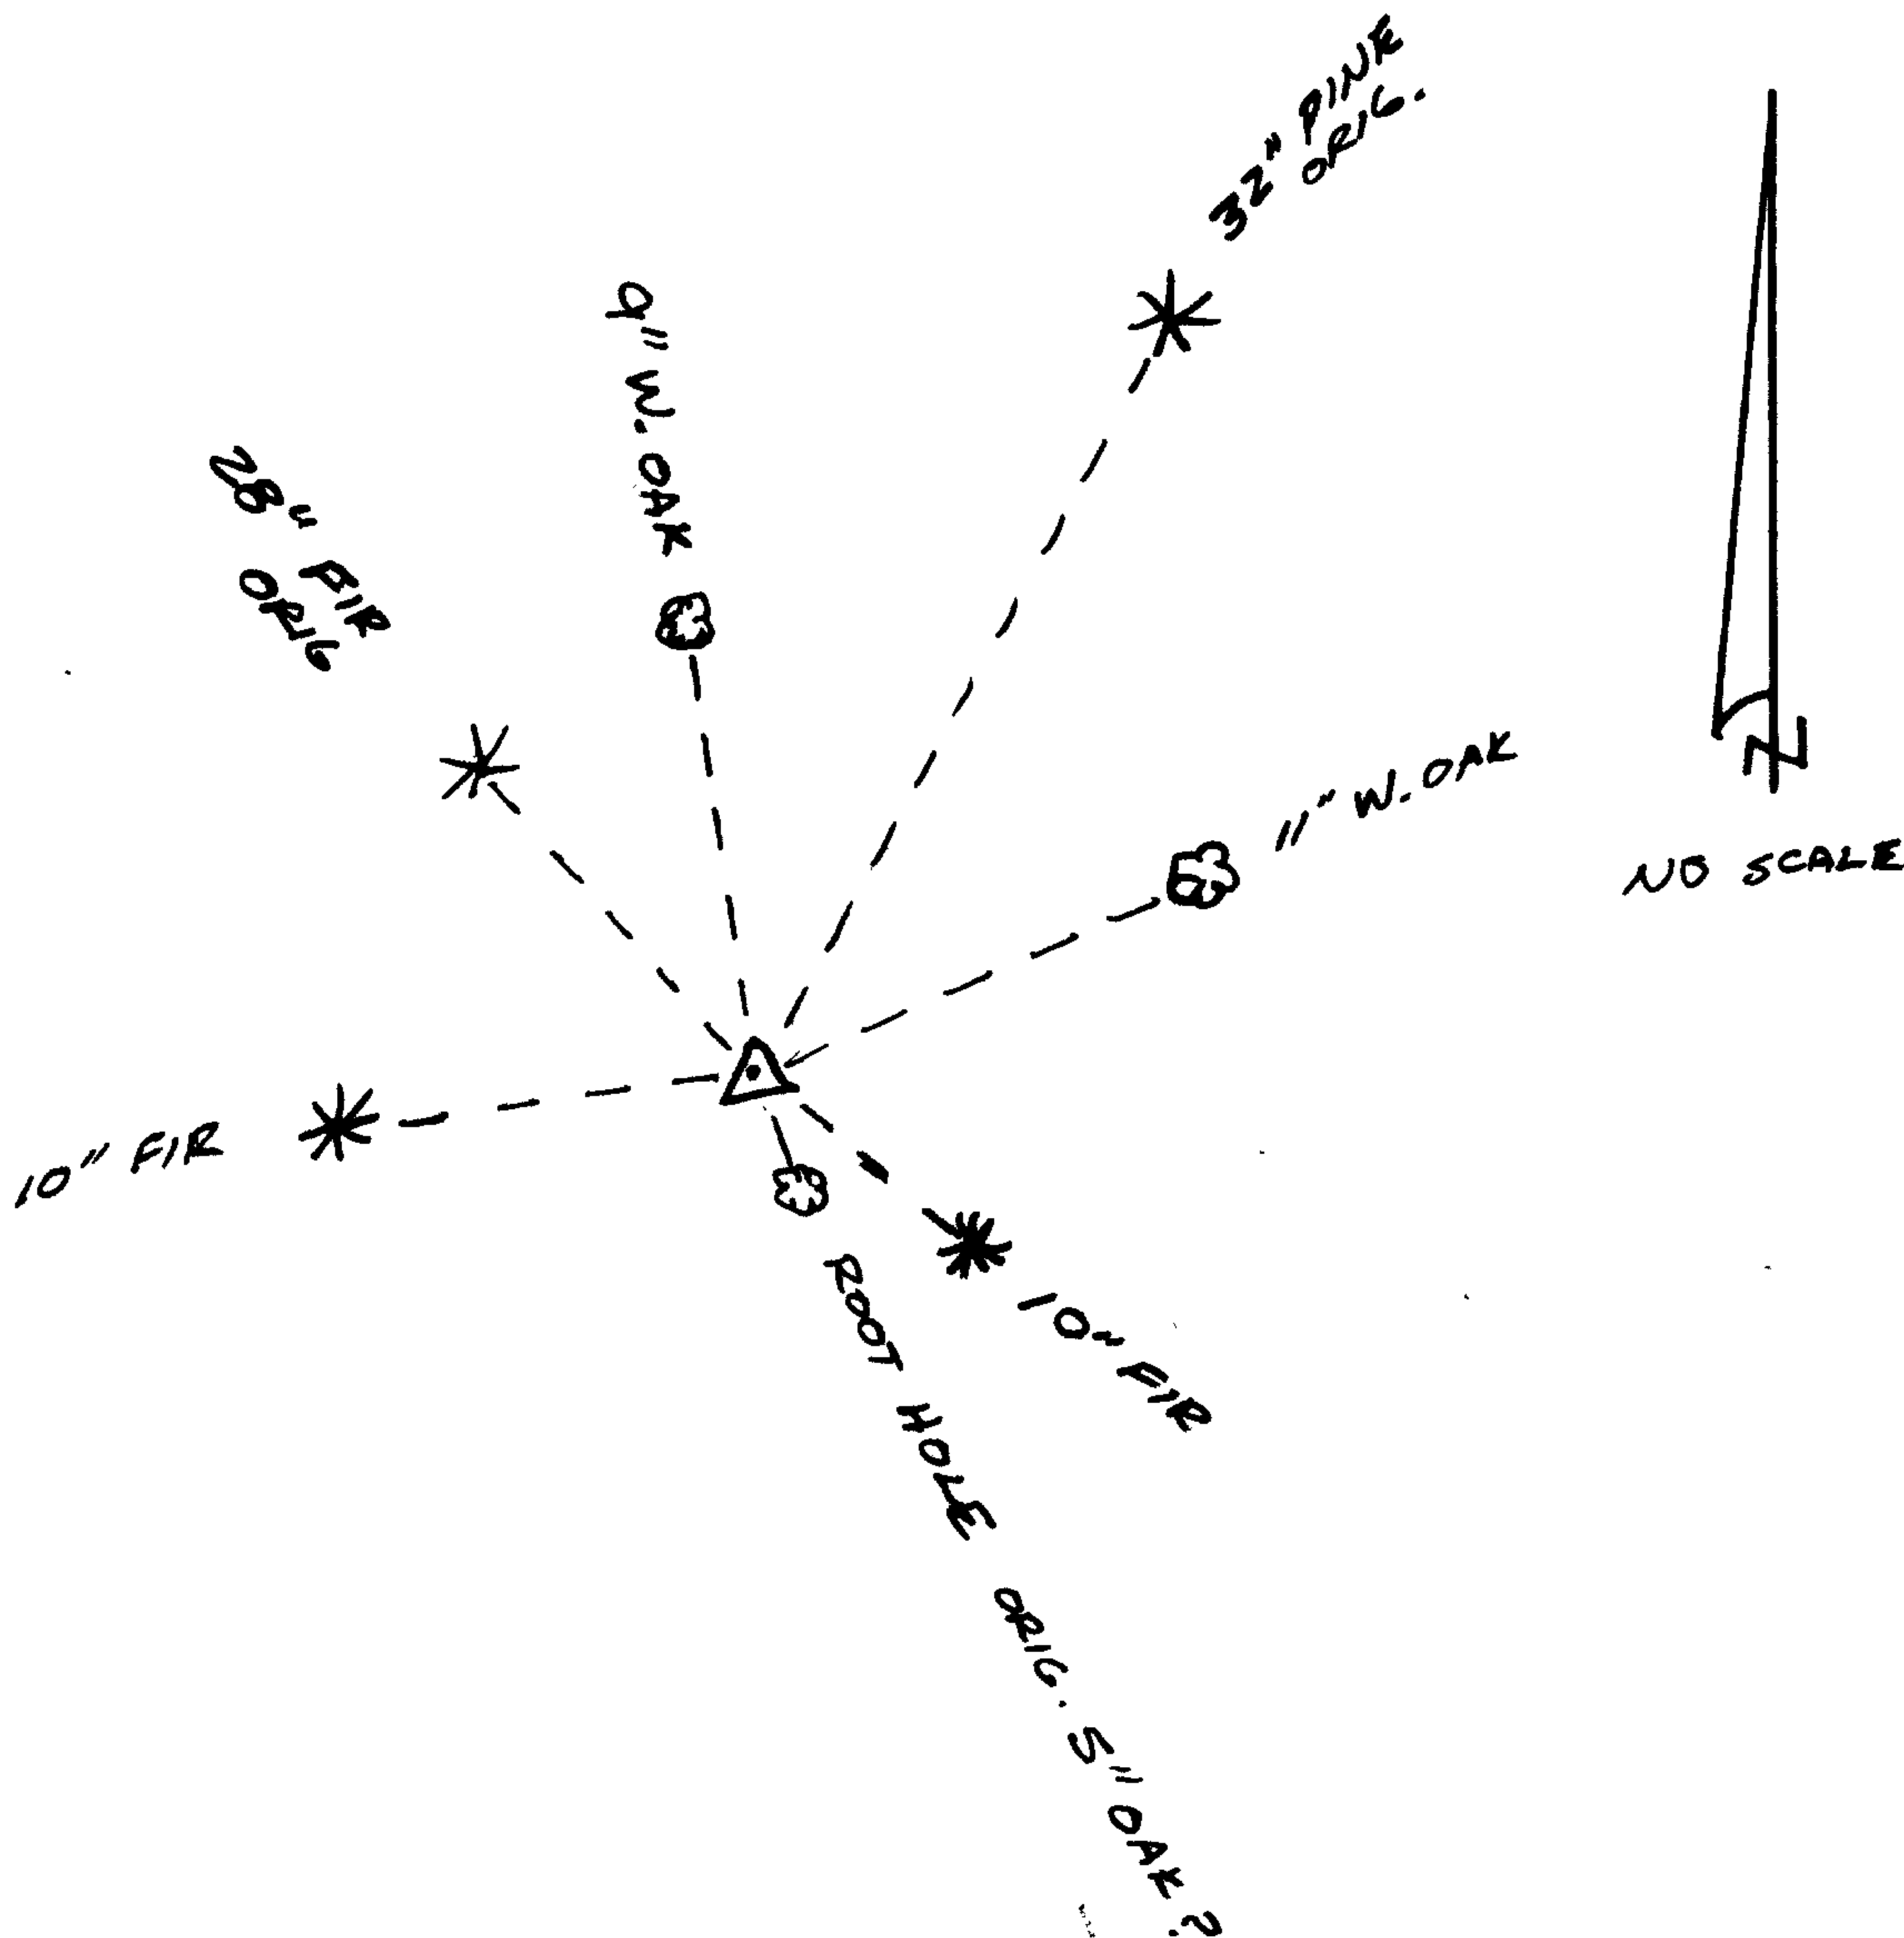 32" PINE
ORIG.
9" W. OAK
28" FIR
ORIG
N
11" W. OAK
NO SCALE
10" FIR
10" FIR
ROOT HOLE ORIG. 5" OAK?